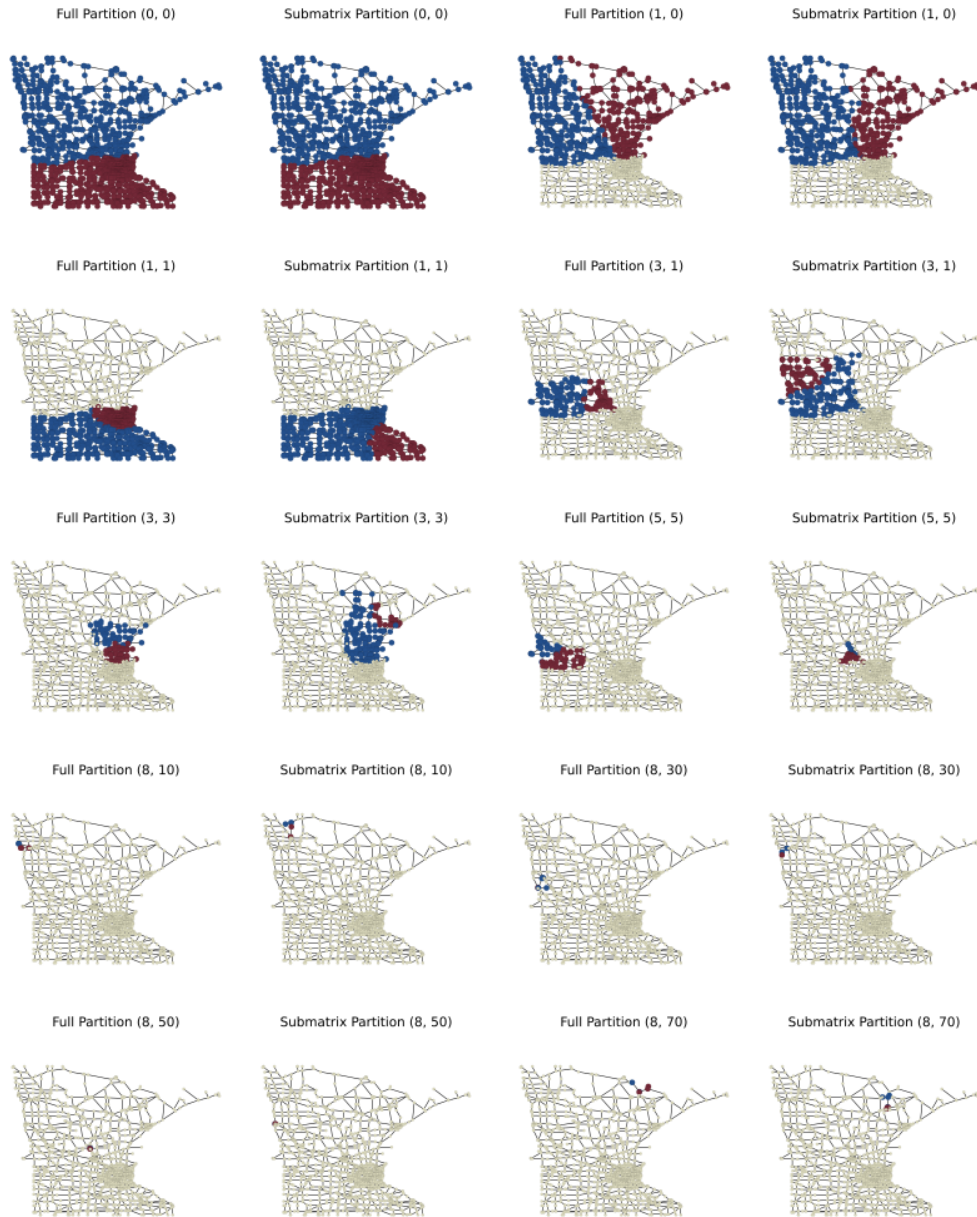 Full Partition (0, 0)
Submatrix Partition (0, 0)
Full Partition (1, 0)
Submatrix Partition (1, 0)
Full Partition (1, 1)
Submatrix Partition (1, 1)
Full Partition (3, 1)
Submatrix Partition (3, 1)
Full Partition (3, 3)
Submatrix Partition (3, 3)
Full Partition (5, 5)
Submatrix Partition (5, 5)
Full Partition (8, 10)
Submatrix Partition (8, 10)
Full Partition (8, 30)
Submatrix Partition (8, 30)
Full Partition (8, 50)
Submatrix Partition (8, 50)
Full Partition (8, 70)
Submatrix Partition (8, 70)